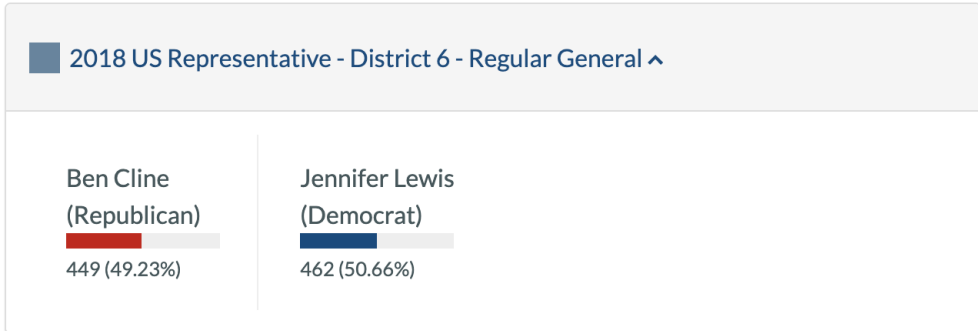 2018 US Representative - District 6 - Regular General
Ben Cline
(Republican)
449 (49.23%)
Jennifer Lewis
(Democrat)
462 (50.66%)